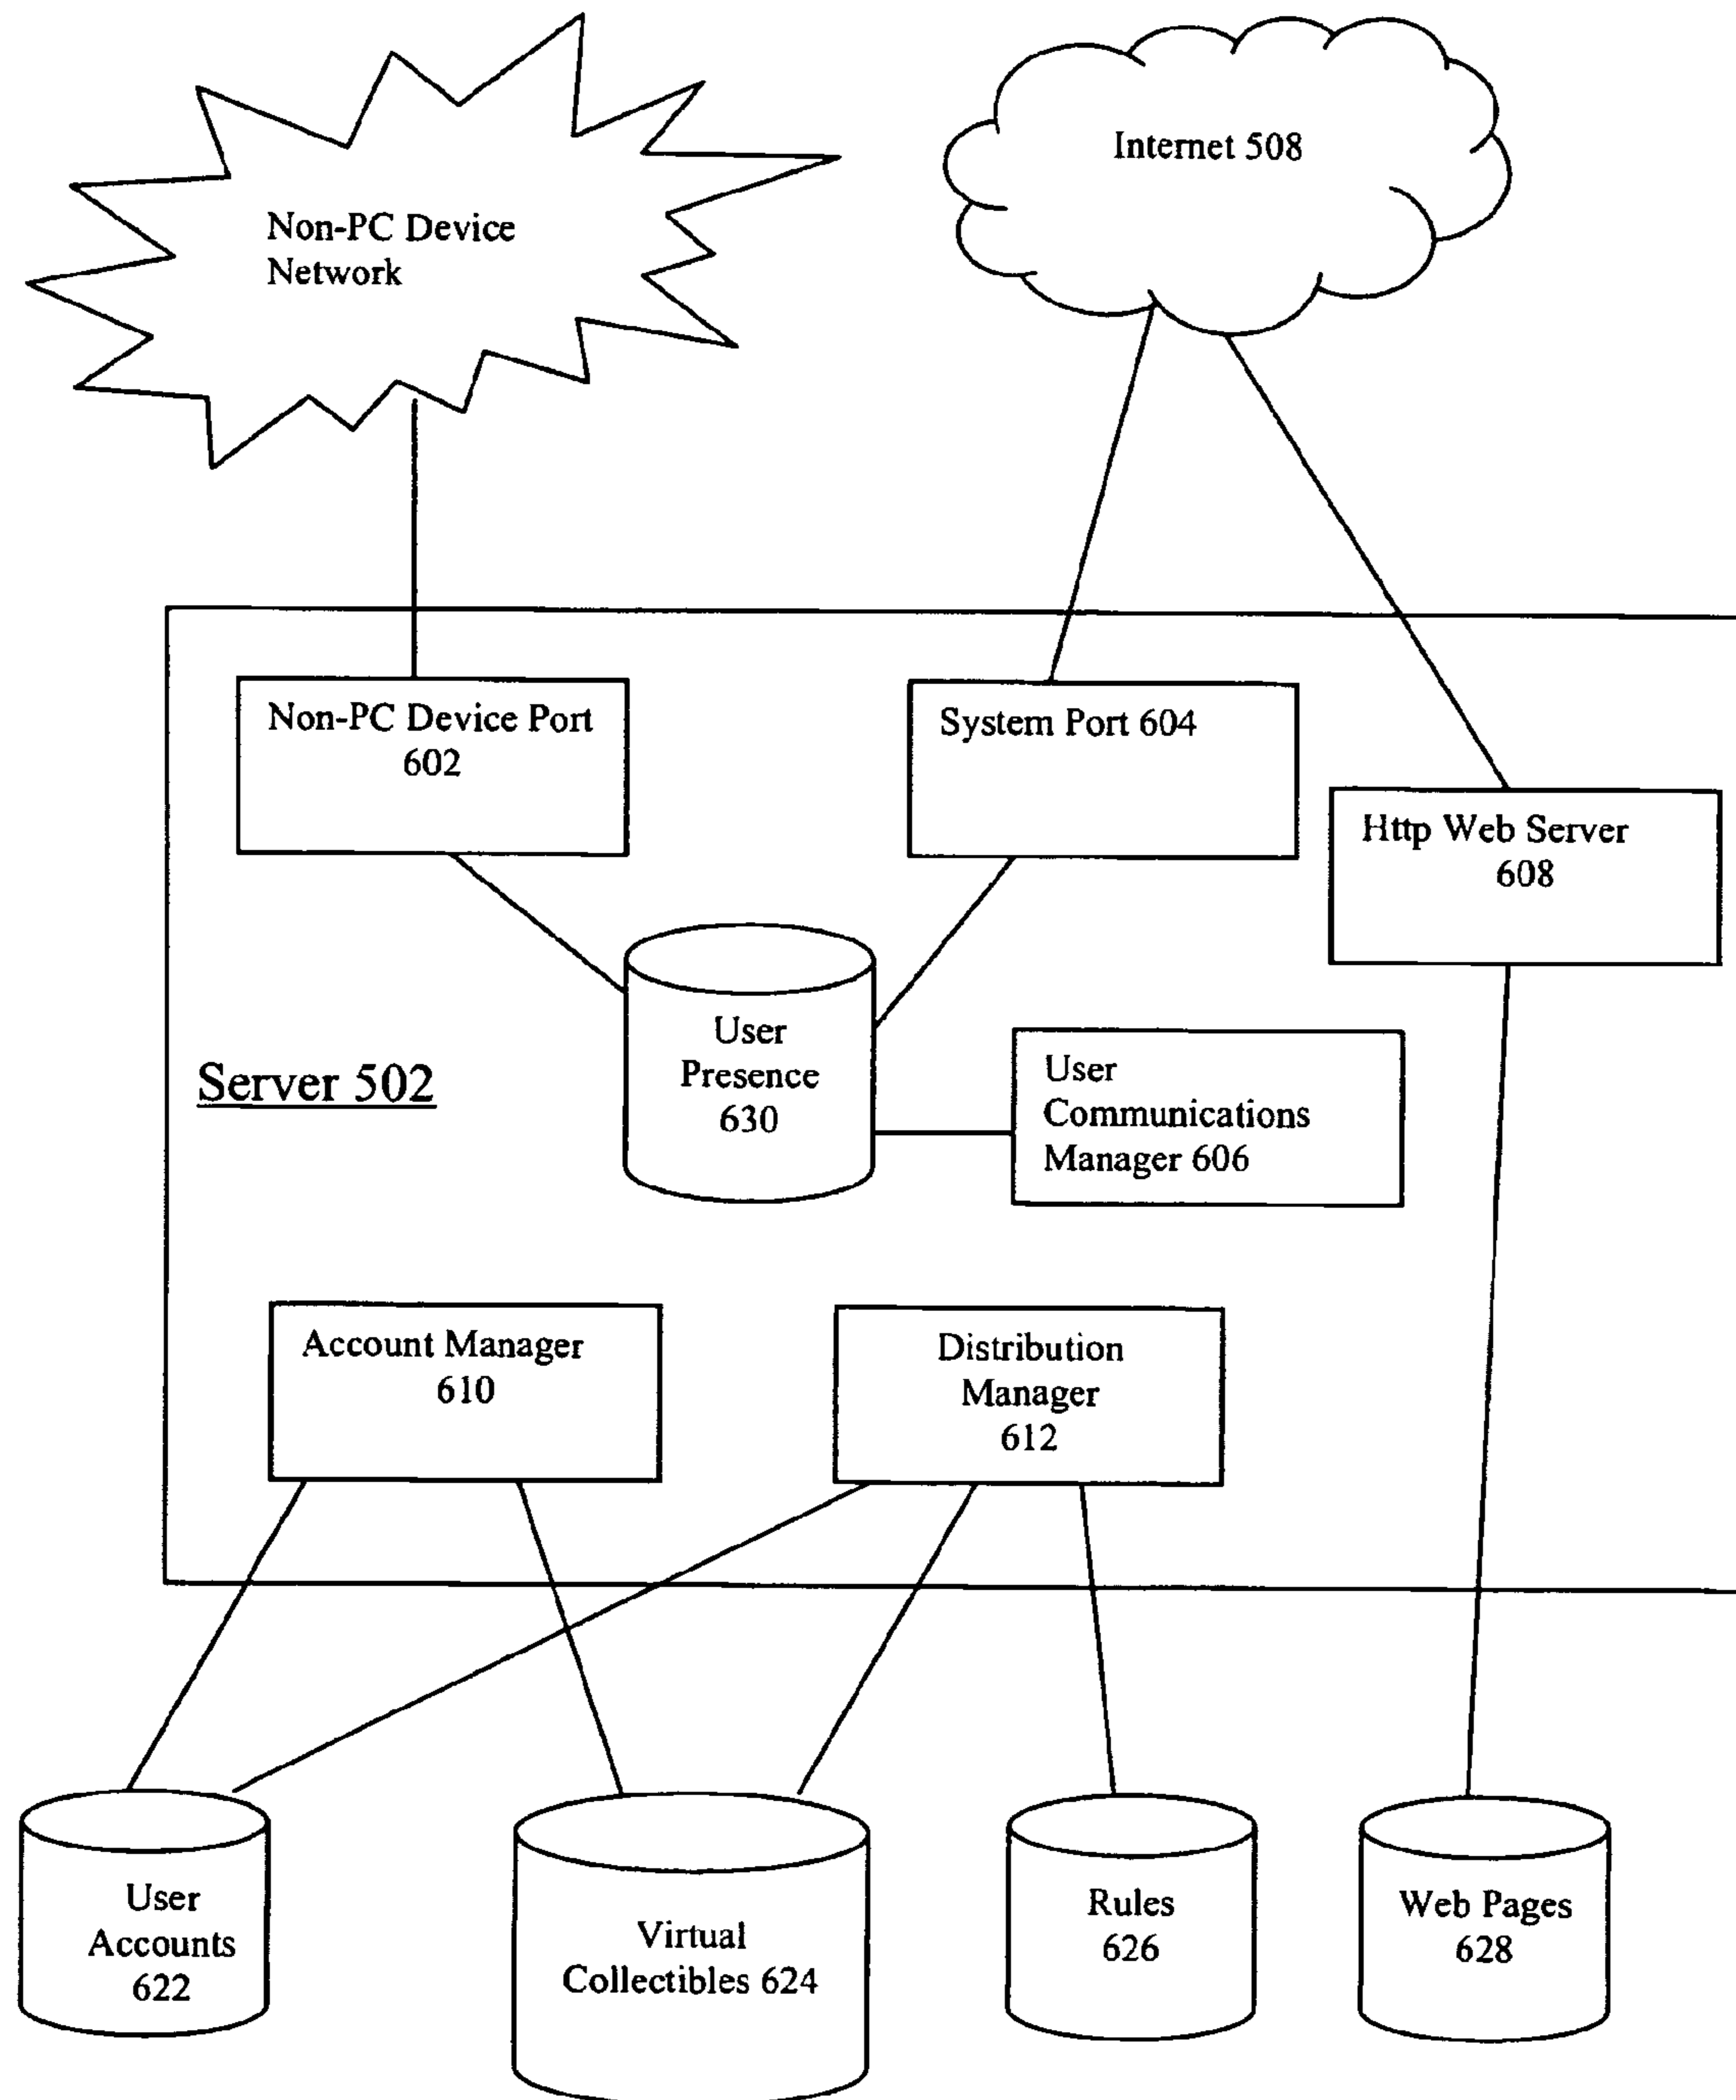 Internet 508
Non-PC Device
Network
Non-PC Device Port
602
System Port 604
Http Web Server
608
User
Presence
630
Server 502
User
Communications
Manager 606
Account Manager
610
Distribution
Manager
612
User
Accounts
622
Virtual
Collectibles 624
Rules
626
Web Pages
628